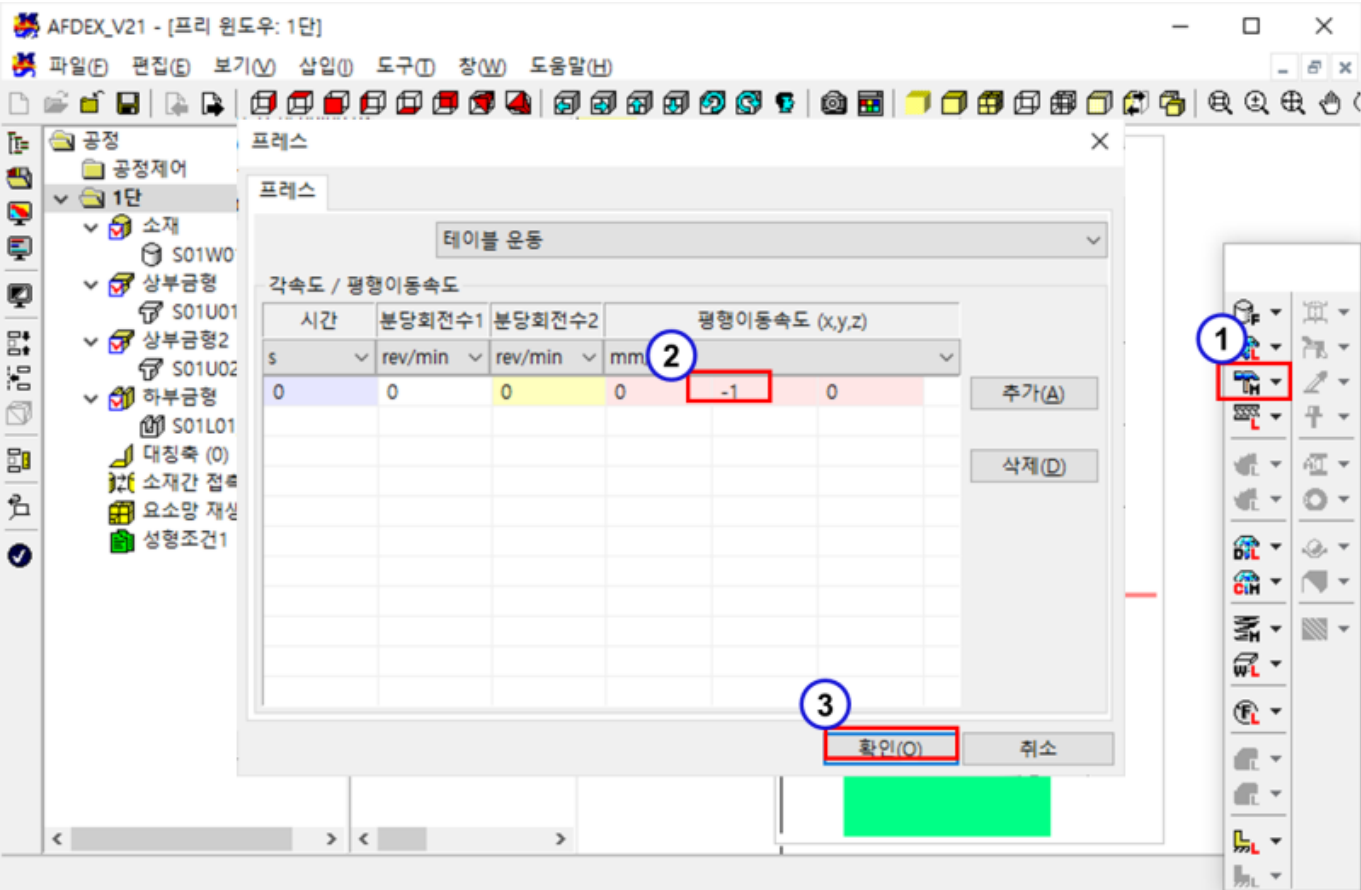 AFDEX_V21 - [프리 윈도우: 1단]
파일(F) 편집(E) 보기(V) 삽입(I) 도구(T) 창(W) 도움말(H)
공정
공정제어
1단
소재
S01W0
상부금형
S01U01
상부금형2
S01U02
하부금형
S01L01
대칭축 (0)
소재간 접촉
요소망 재생
성형조건1
프레스
프레스
테이블 운동
각속도 / 평행이동속도
시간 분당회전수1 분당회전수2 평행이동속도 (x,y,z)
s rev/min rev/min mm
2
0 0 0 0 -1 0
추가(A)
삭제(D)
3
확인(O) 취소
1
F
L
M
L
L
L
D L
C M
M
W L
F L
L
L
L
L